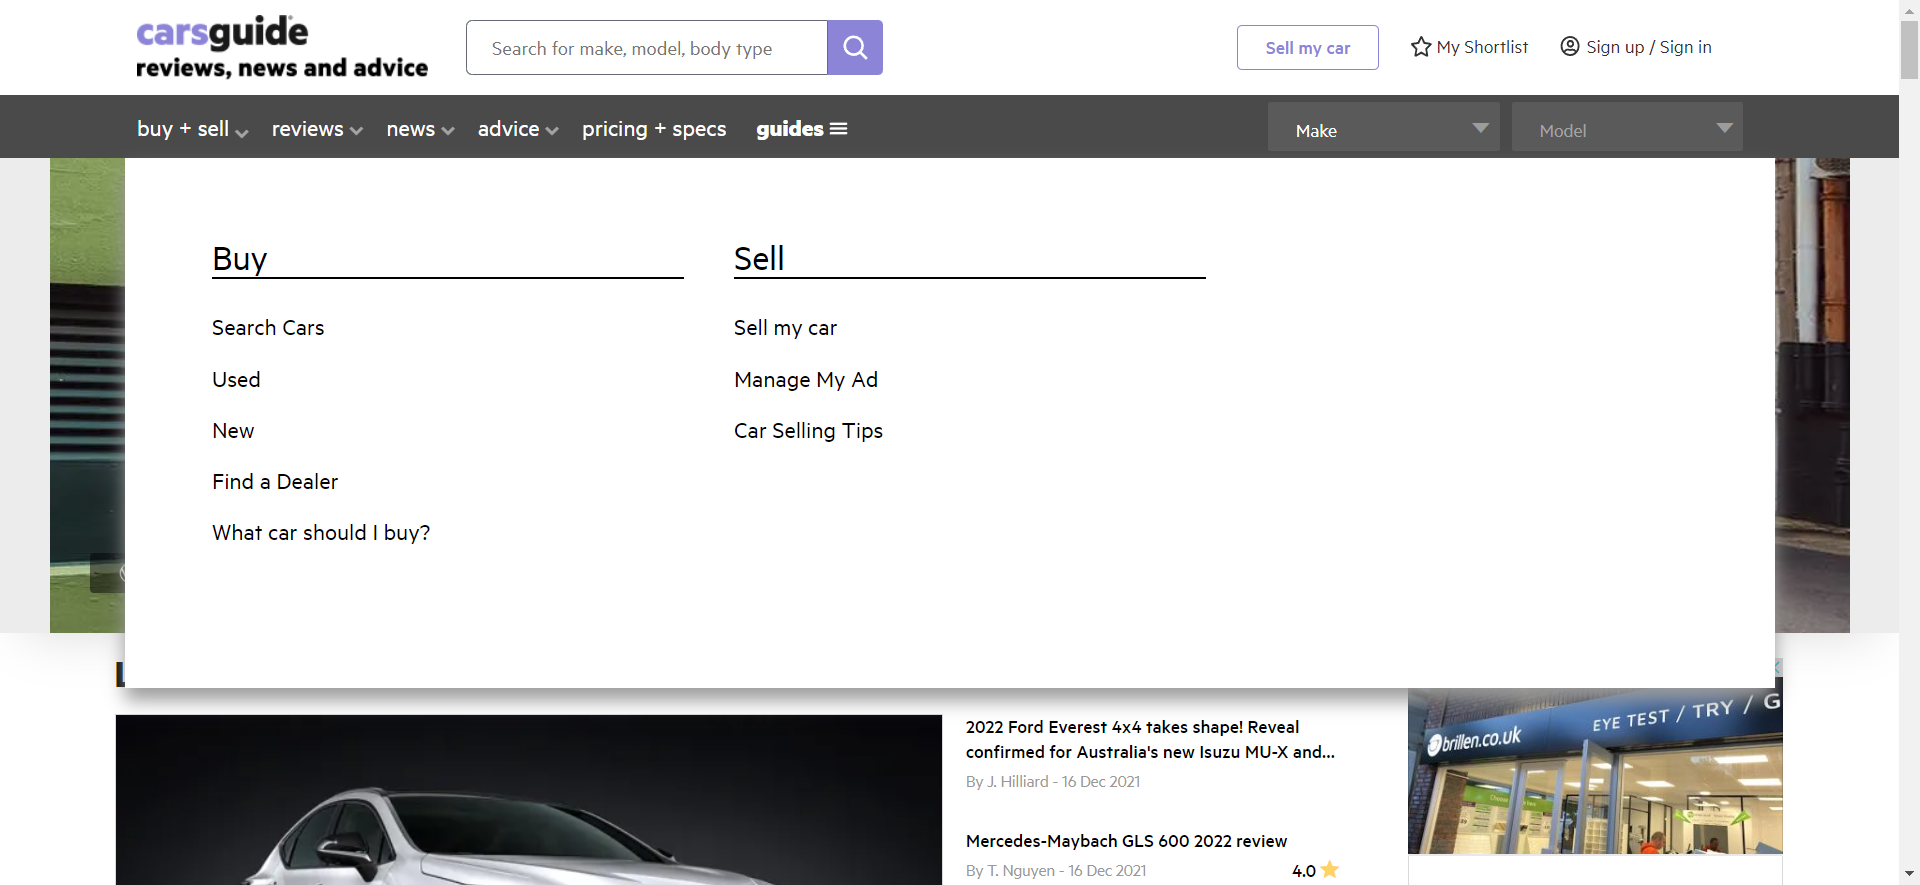 carsguide
reviews, news and advice
Search for make, model, body type
Sell my car
My Shortlist
Sign up / Sign in
buy + sell
reviews
news
advice
pricing + specs
guides
Make
Model
Buy
Search Cars
Used
New
Find a Dealer
What car should I buy?
Sell
Sell my car
Manage My Ad
Car Selling Tips
2022 Ford Everest 4x4 takes shape! Reveal
confirmed for Australia's new Isuzu MU-X and...
By J. Hilliard - 16 Dec 2021
Mercedes-Maybach GLS 600 2022 review
By T. Nguyen - 16 Dec 2021
4.0
brillen.co.uk
EYE TEST / TRY / G